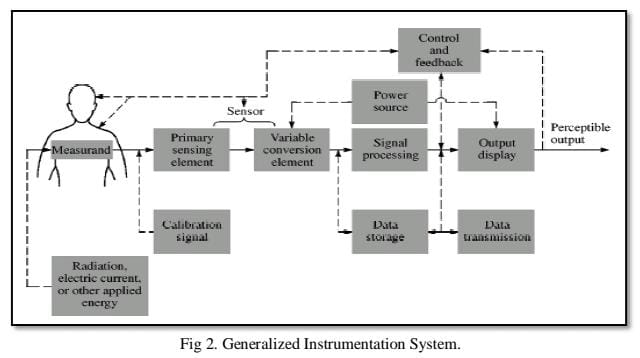 Control
and
feedback
Power
source
Sensor
Measurand
Primary
sensing
element
Variable
conversion
element
Signal
processing
Output
display
Perceptible
output
Calibration
signal
Data
storage
Data
transmission
Radiation,
electric current,
or other applied
energy
Fig 2. Generalized Instrumentation System.